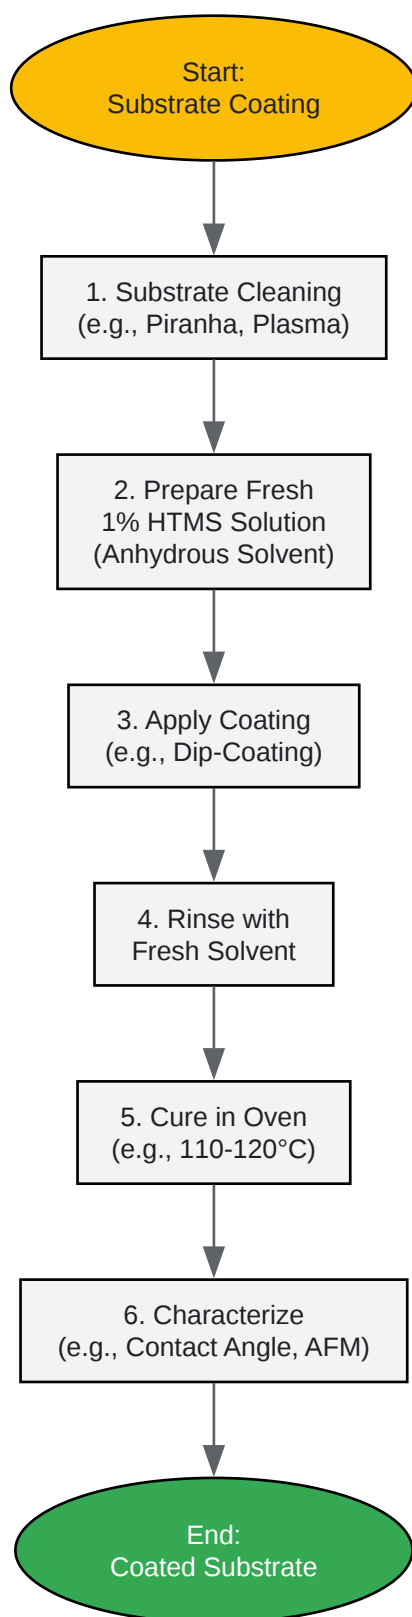 Start:
Substrate Coating
1. Substrate Cleaning
(e.g., Piranha, Plasma)
2. Prepare Fresh
1% HTMS Solution
(Anhydrous Solvent)
3. Apply Coating
(e.g., Dip-Coating)
4. Rinse with
Fresh Solvent
5. Cure in Oven
(e.g., 110-120°C)
6. Characterize
(e.g., Contact Angle, AFM)
End:
Coated Substrate